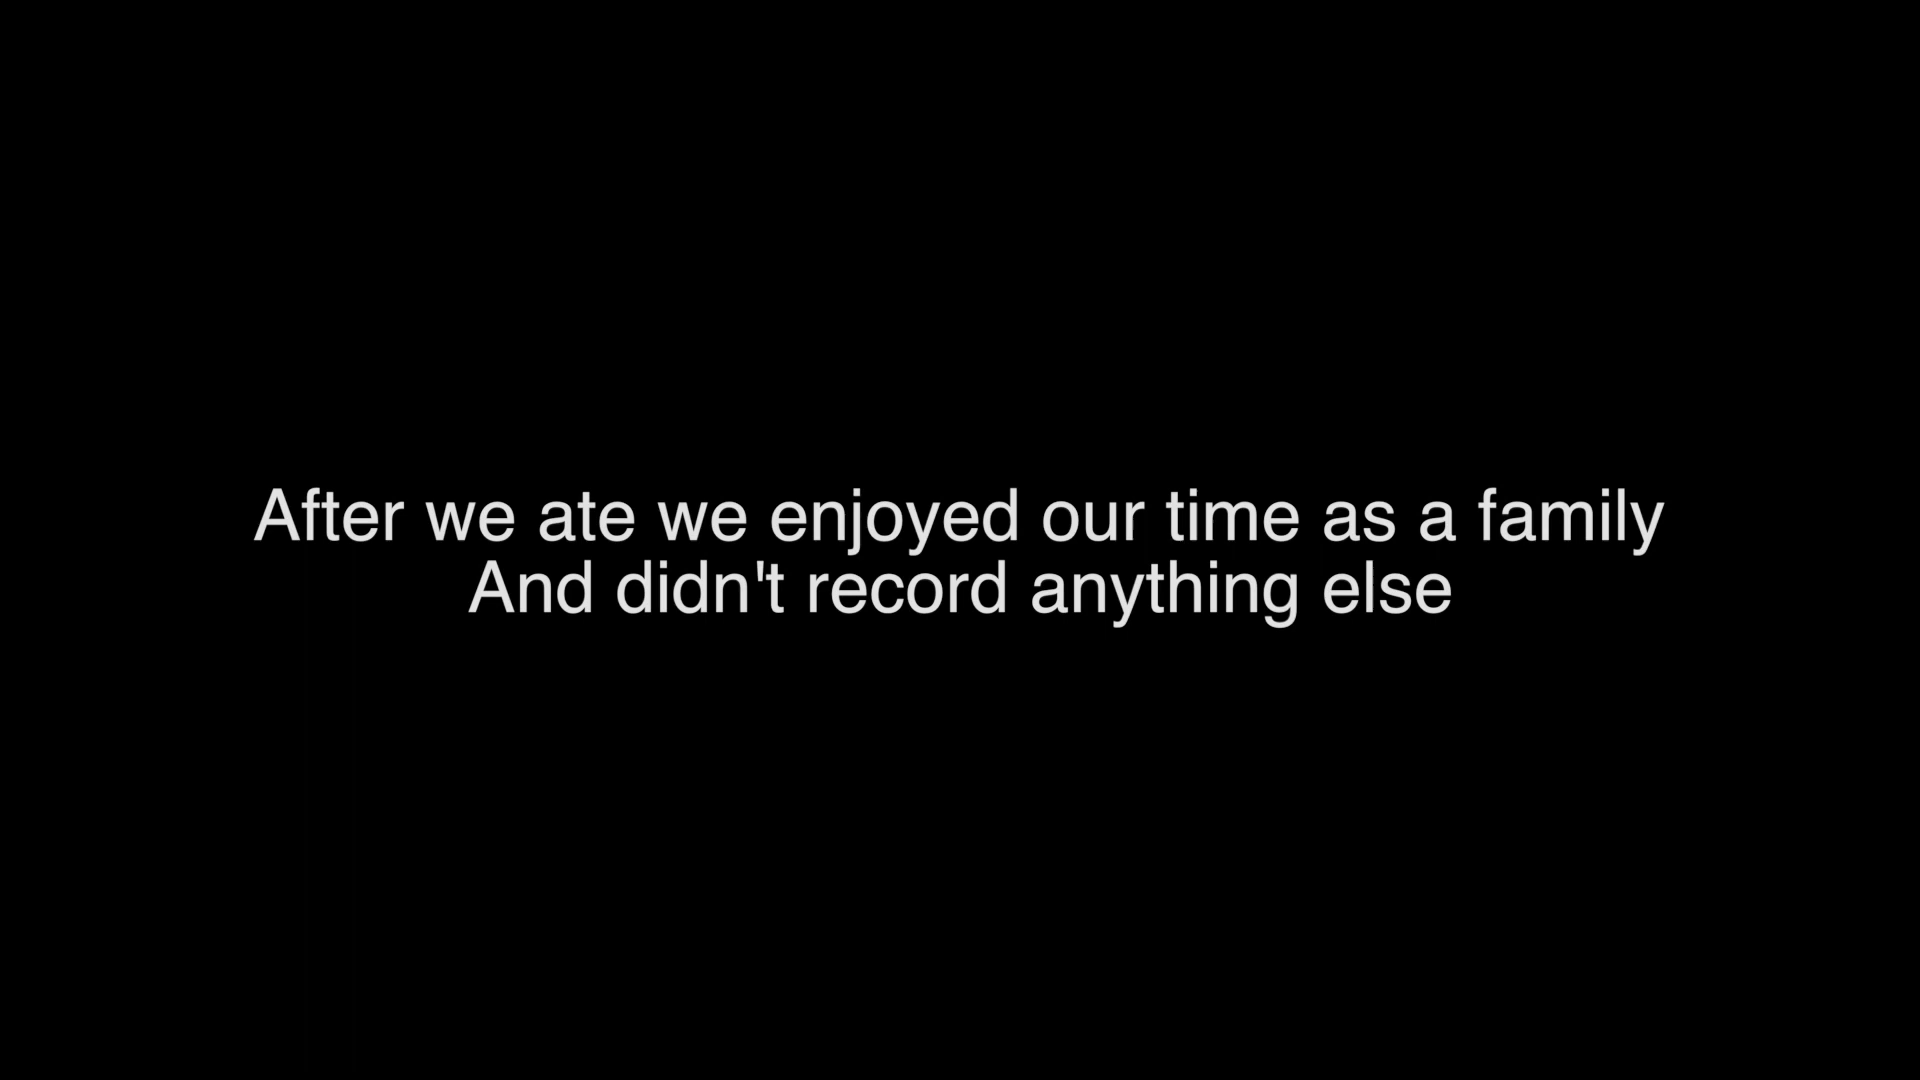 After we ate we enjoyed our time as a family
And didn't record anything else